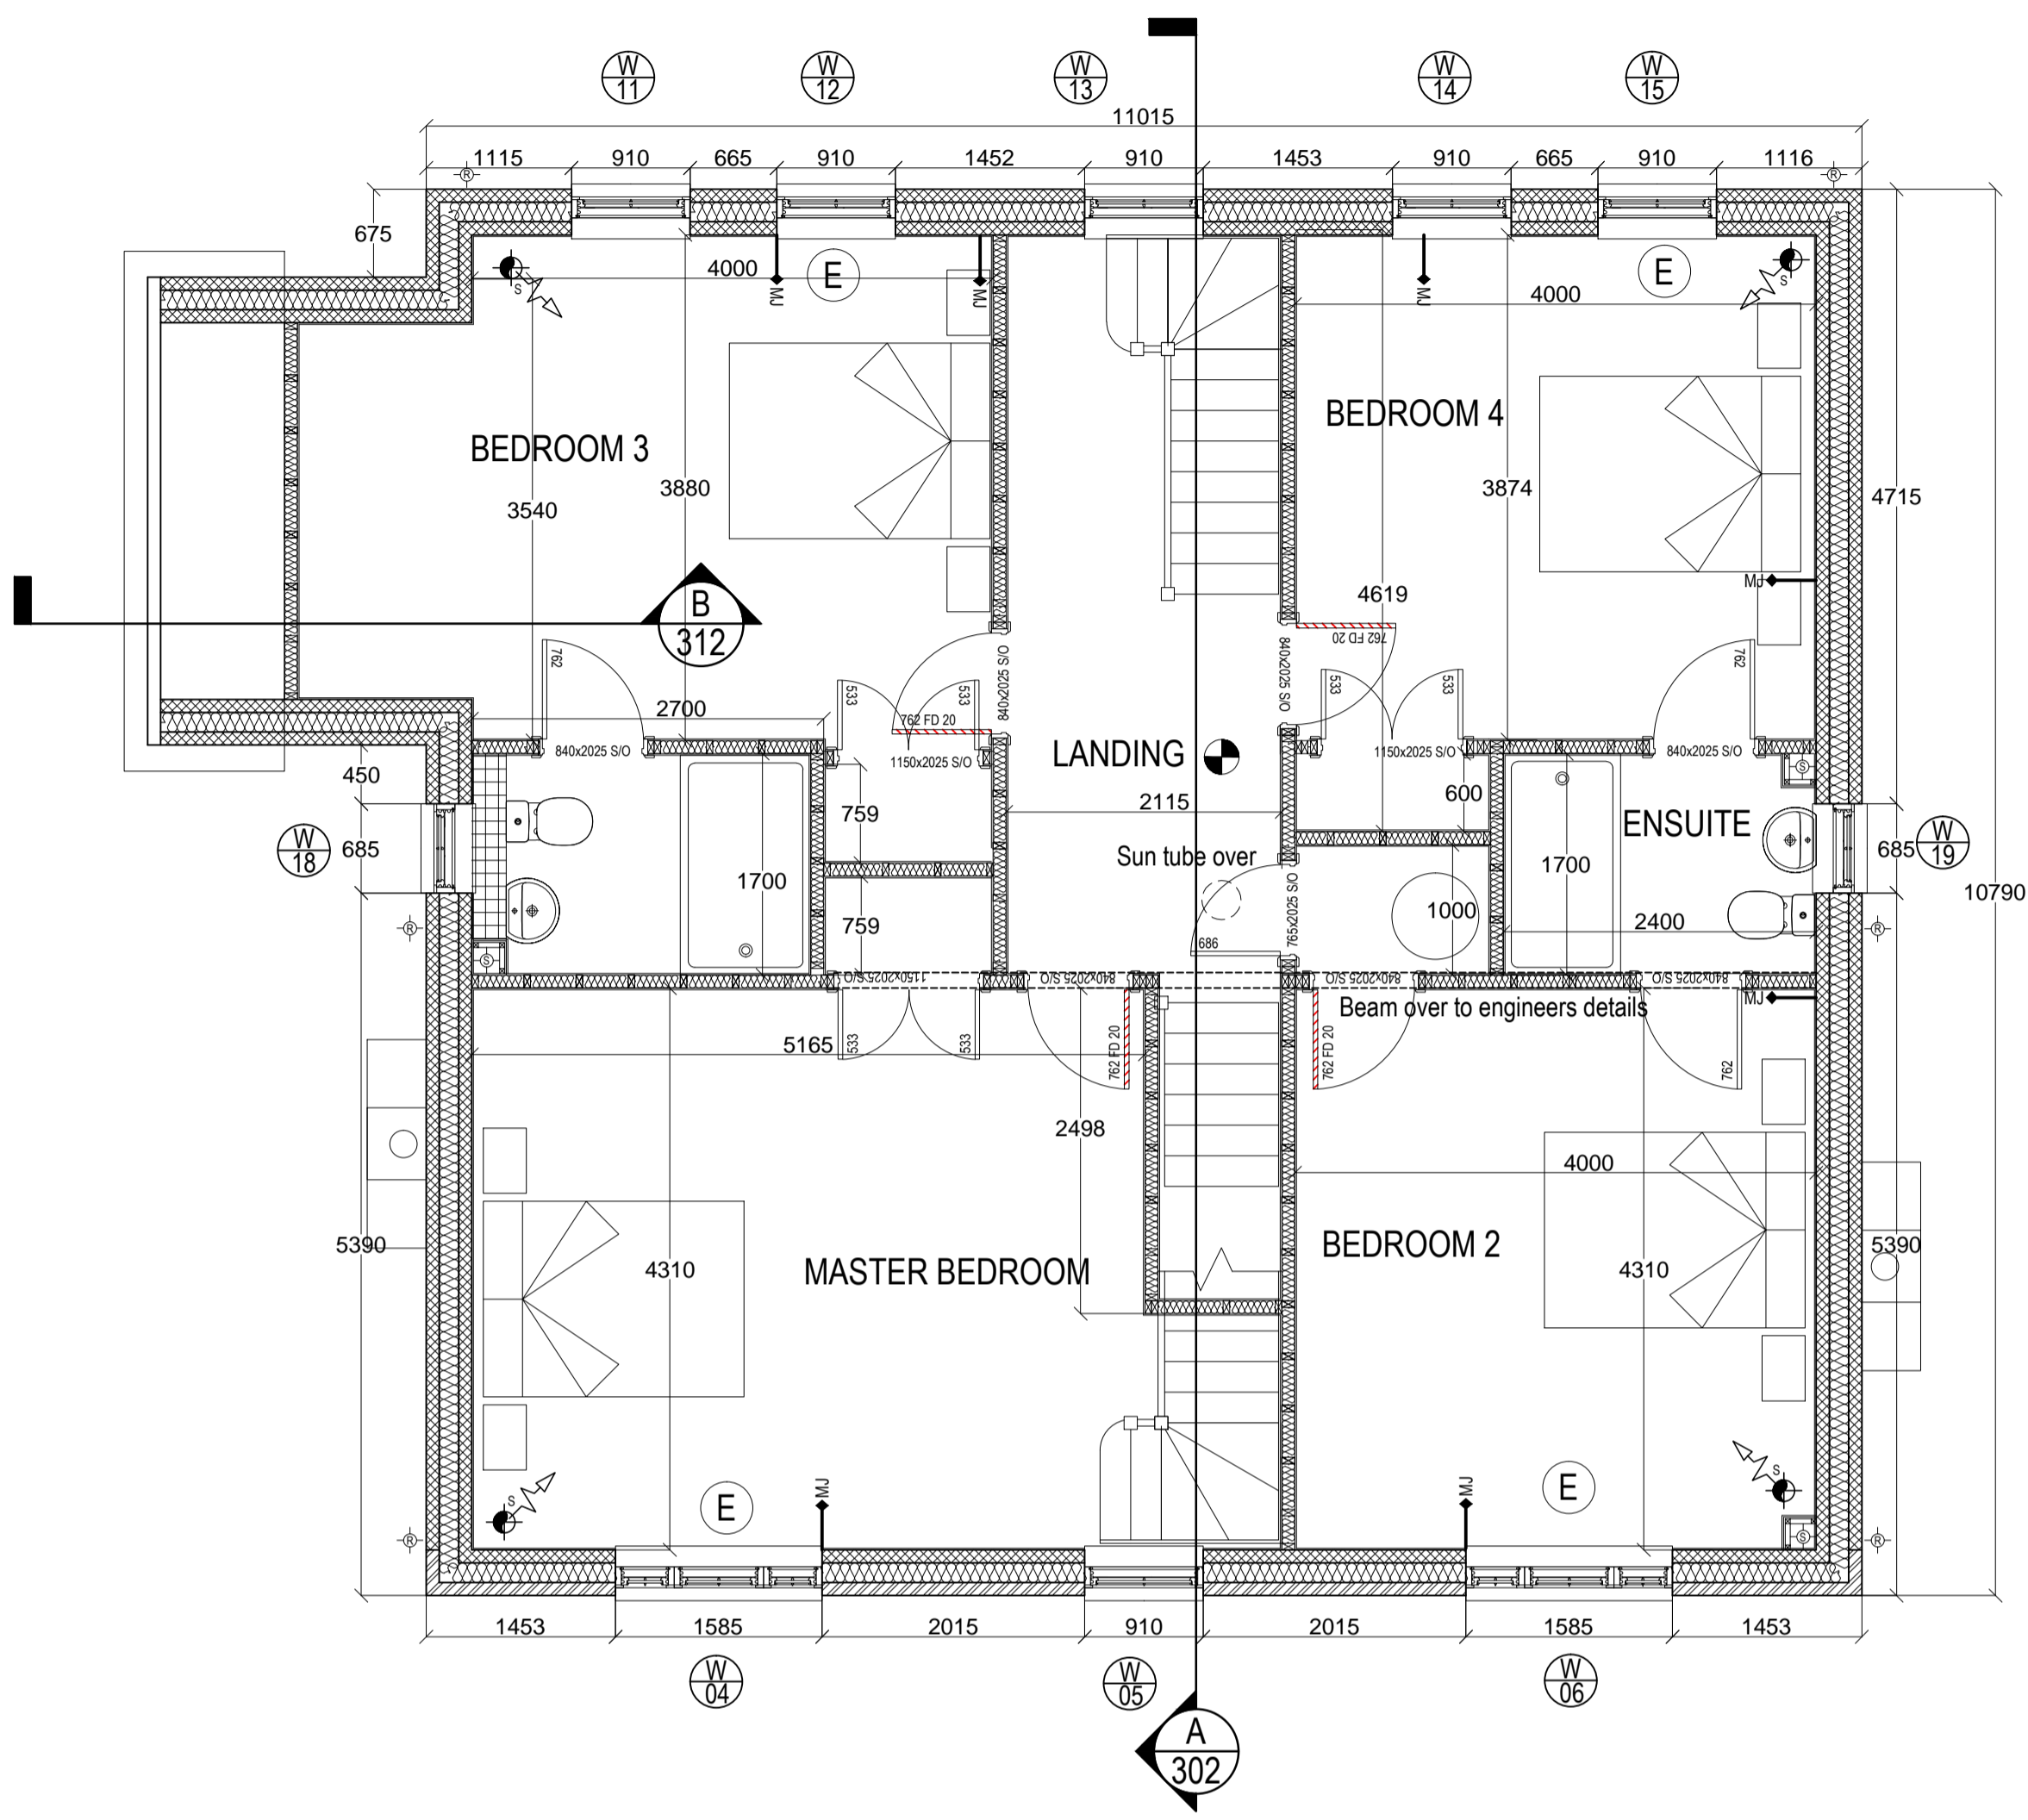 W W W W W
11 12 13 14 15
11015
1115 910 665 910 1452 910 1453 910 665 910 1116
R R
675
S 4000 MJ E MJ
4000 MJ E S
BEDROOM 3
BEDROOM 4
3540 3880
3874 4715
MJ
B
312
4619
762 FD 20
762 533 533 840x2025 S/O
840x2025 S/O 533 533 762
2700 762 FD 20
840x2025 S/O 1150x2025 S/O
1150x2025 S/O 840x2025 S/O
LANDING
S
450
2115
759 600
ENSUITE
W
18
685
Sun tube over
1700 1700
685
W
19
10790
765x2025 S/O
1000
759 2400
R R
686
S
1150x2025 S/O 840x2025 S/O 840x2025 S/O 840x2025 S/O
MJ
Beam over to engineers details
5165 533 533 762 FD 20 762 FD 20 762
2498
4000
5390 4310
MASTER BEDROOM
BEDROOM 2
4310 5390
S E MJ
MJ E S
R S R
1453 1585 2015 910 2015 1585 1453
W W W
04 05 06
A
302